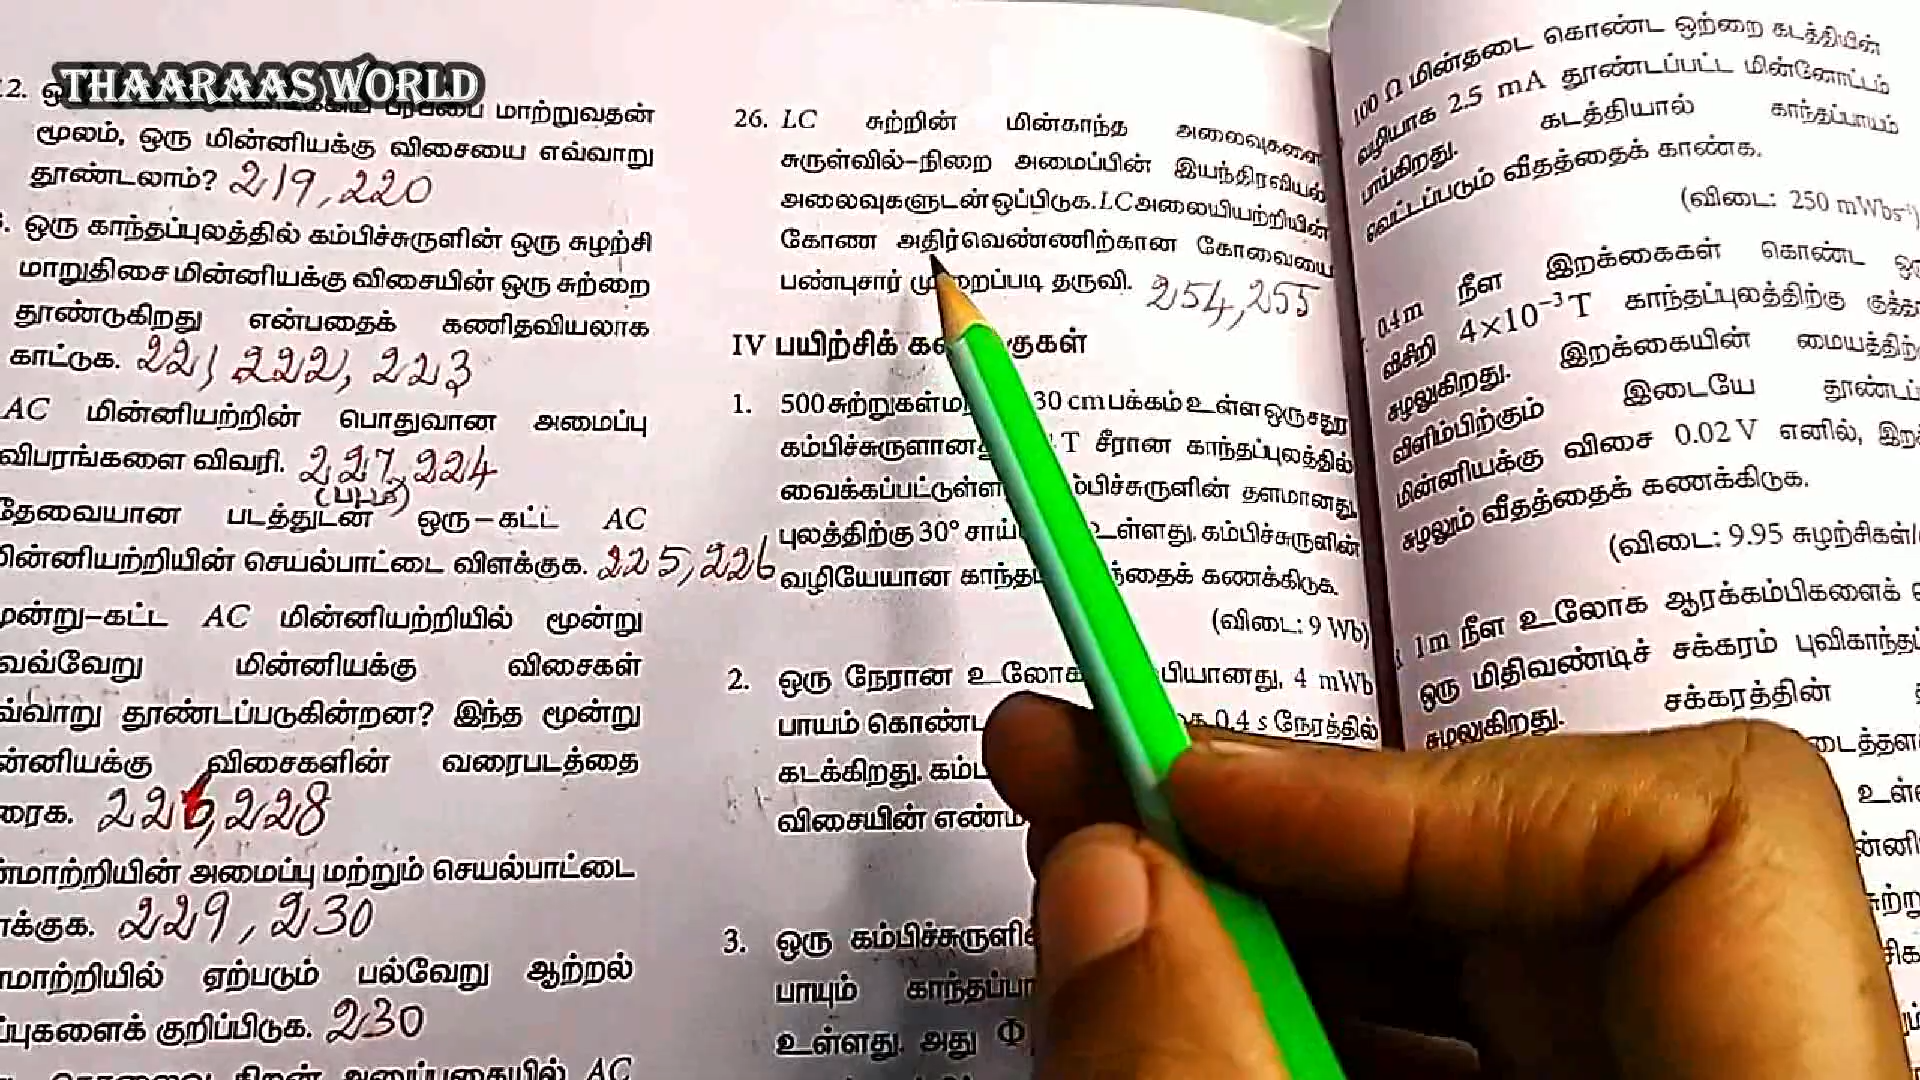 THAARAAS WORLD
12.
மாற்றுவதன்
மூலம், ஒரு மின்னியக்கு விசையை எவ்வாறு
தூண்டலாம்? 219, 220
ஒரு காந்தப்புலத்தில் கம்பிச்சுருளின் ஒரு சுழற்சி
மாறுதிசை மின்னியக்கு விசையின் ஒரு சுற்றை
தூண்டுகிறது என்பதைக் கணிதவியலாக
காட்டுக. 221, 222, 223
AC மின்னியற்றின் பொதுவான அமைப்பு
விபரங்களை விவரி. 227, 224
(படம்)
தேவையான படத்துடன் ஒரு-கட்ட AC
மின்னியற்றியின் செயல்பாட்டை விளக்குக. 225, 226
மூன்று-கட்ட AC மின்னியற்றியில் மூன்று
வெவ்வேறு மின்னியக்கு விசைகள்
எவ்வாறு தூண்டப்படுகின்றன? இந்த மூன்று
மின்னியக்கு விசைகளின் வரைபடத்தை
வரைக. 226, 228
மின்மாற்றியின் அமைப்பு மற்றும் செயல்பாட்டை
229, 230
மின்மாற்றியில் ஏற்படும் பல்வேறு ஆற்றல்
இழப்புகளைக் குறிப்பிடுக. 230
AC
26. LC சுற்றின் மின்காந்த அலைவுகளை
சுருள்வில்-நிறை அமைப்பின் இயந்திரவியல்
அலைவுகளுடன் ஒப்பிடுக. LC அலையியற்றியின்
கோண அதிர்வெண்ணிற்கான கோவையை
பண்புசார் முறைப்படி தருவி. 254, 255
IV பயிற்சிக் கணக்குகள்
1. 500 சுற்றுகள் 30 cm பக்கம் உள்ள ஒரு சதுர
கம்பிச்சுருளானது T சீரான காந்தப்புலத்தில்
வைக்கப்பட்டுள்ளது. கம்பிச்சுருளின் தளமானது,
புலத்திற்கு 30° சாய்வாக உள்ளது. கம்பிச்சுருளின்
வழியேயான காந்தப்பாயத்தைக் கணக்கிடுக.
(விடை: 9 Wb)
2. ஒரு நேரான உலோகக் கம்பியானது, 4 mWb
பாயம் கொண்ட 0.4 s நேரத்தில்
கடக்கிறது.
விசையின்
3. ஒரு கம்பிச்சுருளின்
பாயும்
உள்ளது. அது Φ
100 Ω மின்தடை கொண்ட ஒற்றை கடத்தியின்
வழியாக 2.5 mA தூண்டப்பட்ட மின்னோட்டம்
பாய்கிறது. கடத்தியால் காந்தப்பாயம்
வெட்டப்படும் வீதத்தைக் காண்க.
(விடை: 250 mWbs⁻¹)
0.4 m நீள இறக்கைகள் கொண்ட
விசிறி 4×10⁻³ T காந்தப்புலத்திற்கு
சுழலுகிறது. இறக்கையின்
விளிம்பிற்கும் இடையே
மின்னியக்கு விசை 0.02 V எனில்,
சுழலும் வீதத்தைக் கணக்கிடுக.
(விடை: 9.95 சுழற்சிகள்/
1m நீள உலோக ஆரக்கம்பிகளைக்
ஒரு மிதிவண்டிச் சக்கரம்
சுழலுகிறது. சக்கரத்தின்